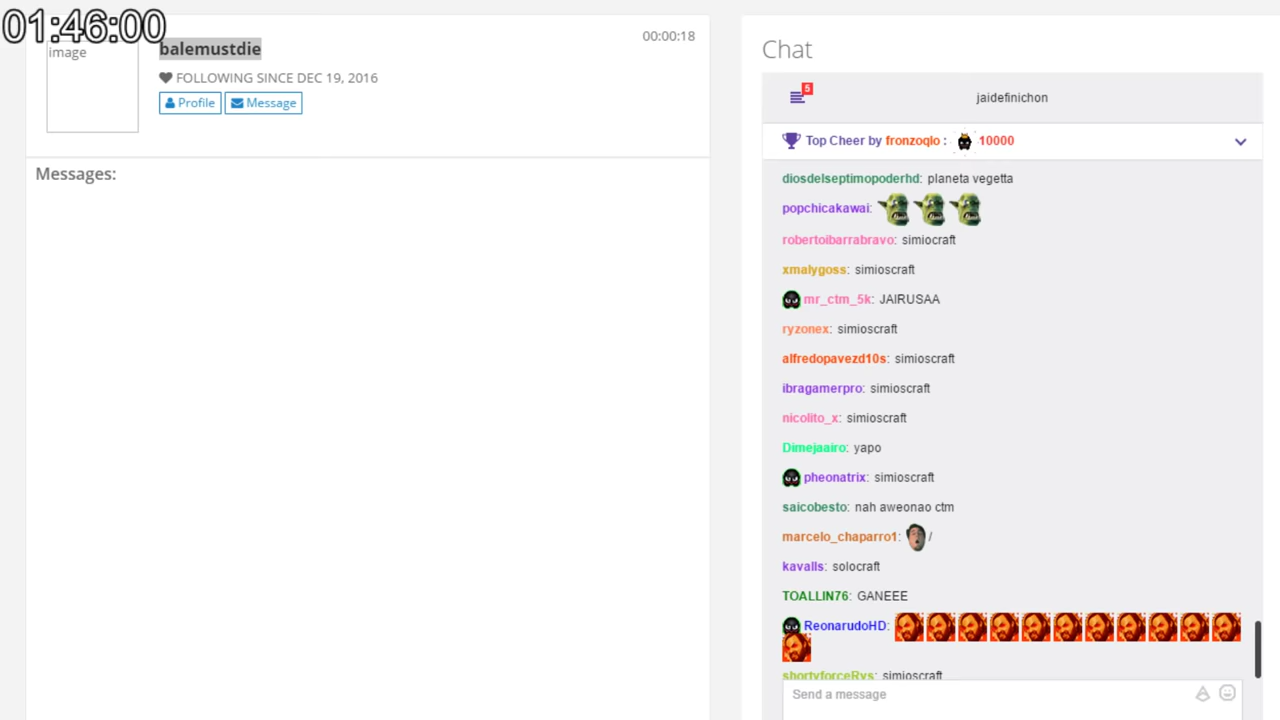 01:46:00
image
balemustdie
00:00:18
FOLLOWING SINCE DEC 19, 2016
Profile
Message
Messages:
Chat
5
jaidefinichon
Top Cheer by fronzoqlo : 10000
diosdelseptimopoderhd: planeta vegetta
popchicakawai:
robertoibarrabravo: simiocraft
xmalygoss: simioscraft
mr_ctm_5k: JAIRUSAA
ryzonex: simioscraft
alfredopavezd10s: simioscraft
ibragamerpro: simioscraft
nicolito_x: simioscraft
Dimejaairo: yapo
pheonatrix: simioscraft
saicobesto: nah aweonao ctm
marcelo_chaparro1: /
kavalls: solocraft
TOALLIN76: GANEEE
ReonarudoHD:
shortyforceRys: simioscraft
Send a message